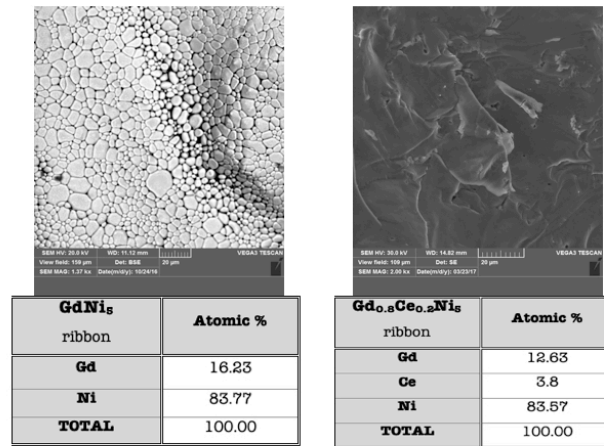 SEM HV: 20.0 kV WD: 11.12 mm VEGA3 TESCAN
View field: 159 µm Det: BSE 20 µm
SEM MAG: 1.37 kx Date(m/d/y): 10/24/16
SEM HV: 30.0 kV WD: 14.82 mm VEGA3 TESCAN
View field: 109 µm Det: SE 20 µm
SEM MAG: 2.00 kx Date(m/d/y): 03/23/17
GdNi₅ ribbon Atomic %
Gd 16.23
Ni 83.77
TOTAL 100.00
Gd₀.₈Ce₀.₂Ni₅ ribbon Atomic %
Gd 12.63
Ce 3.8
Ni 83.57
TOTAL 100.00